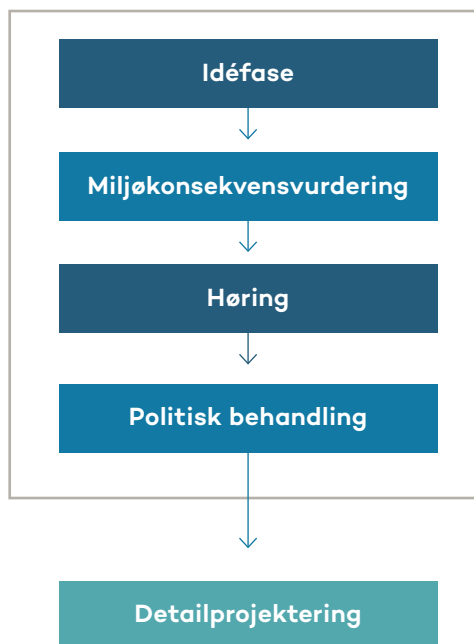 Idéfase
Miljøkonsekvensvurdering
Høring
Politisk behandling
Detailprojektering